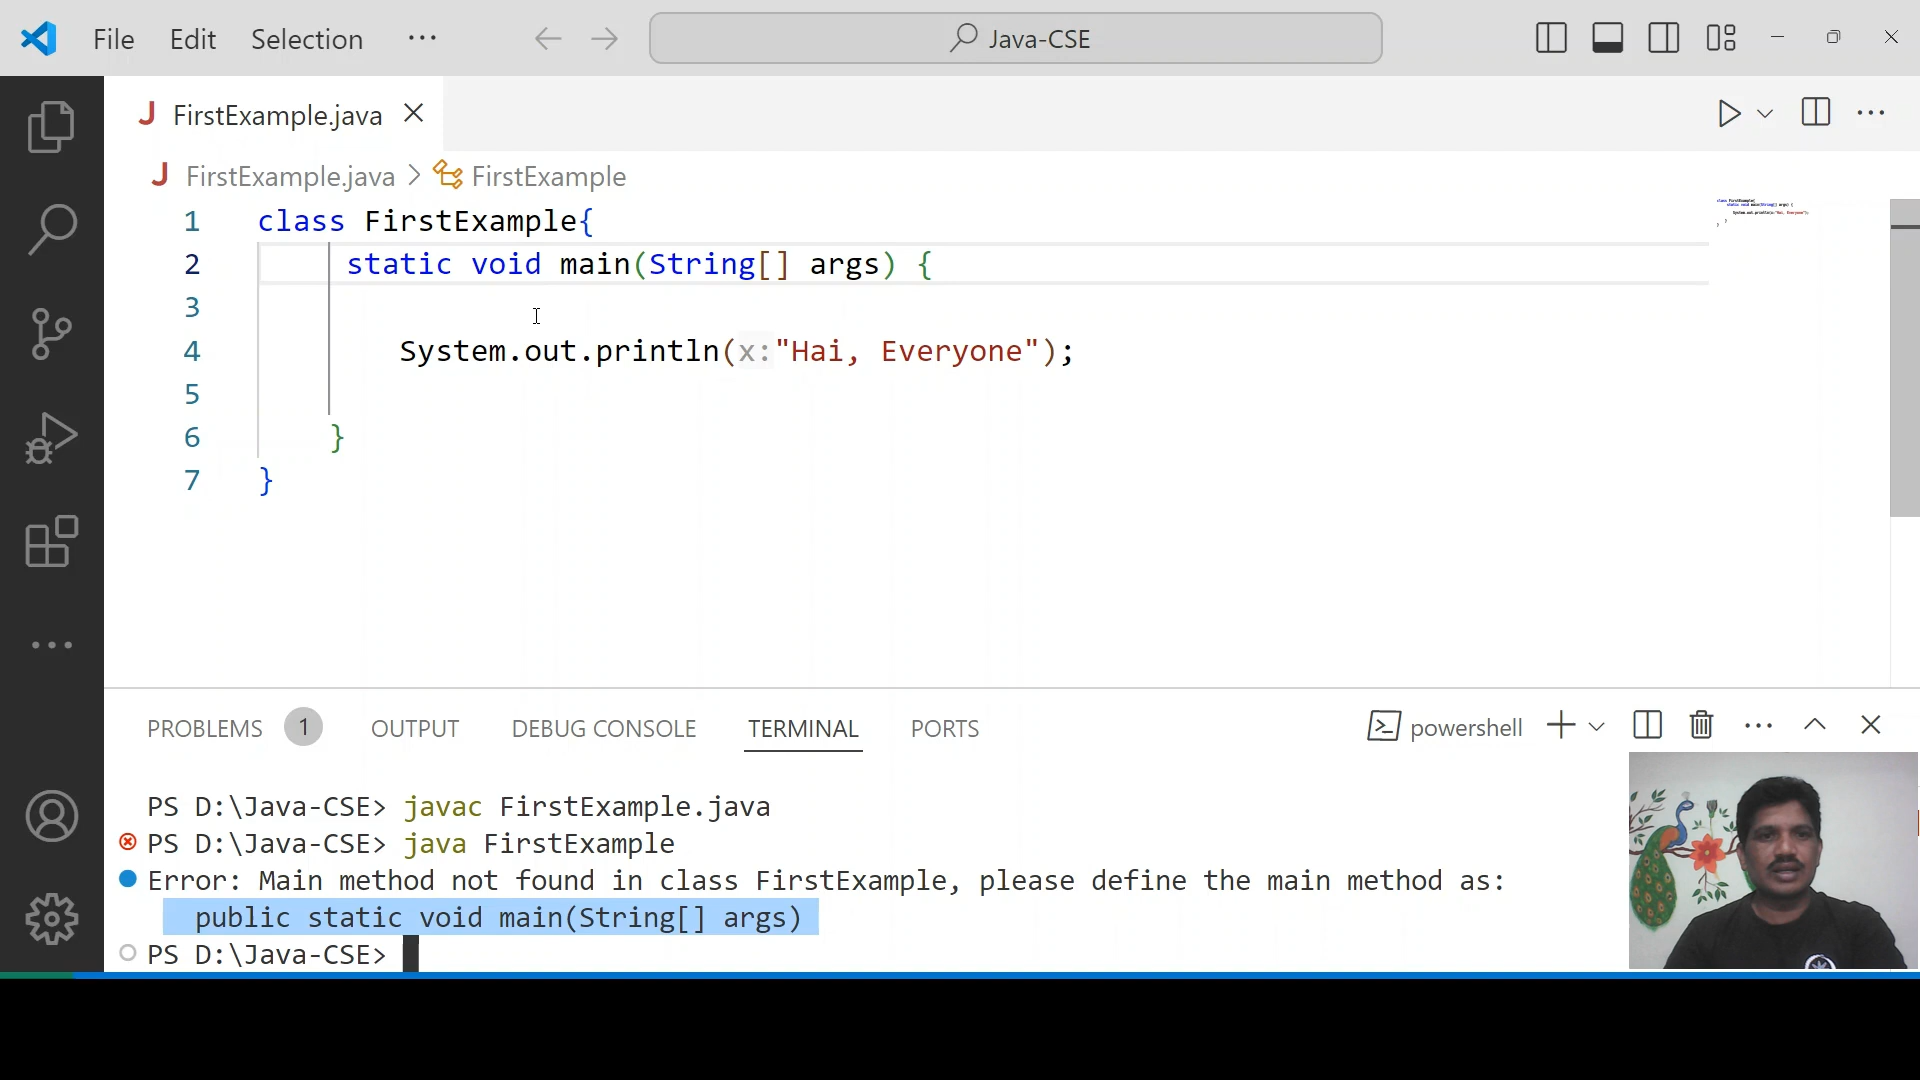 File Edit Selection ··· Java-CSE
FirstExample.java
FirstExample.java > FirstExample
1 class FirstExample{
2 static void main(String[] args) {
3
4 System.out.println(x:"Hai, Everyone");
5
6 }
7 }
PROBLEMS 1 OUTPUT DEBUG CONSOLE TERMINAL PORTS powershell
PS D:\Java-CSE> javac FirstExample.java
PS D:\Java-CSE> java FirstExample
Error: Main method not found in class FirstExample, please define the main method as:
public static void main(String[] args)
PS D:\Java-CSE>